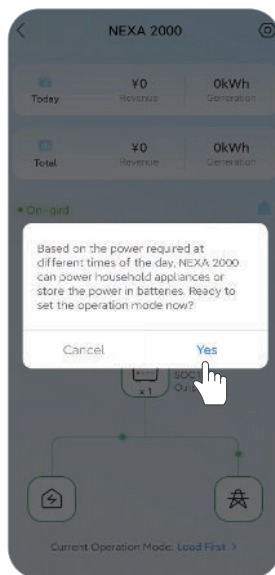 NEXA 2000
¥0 0kWh
Today Revenue Generation
¥0 0kWh
Total Revenue Generation
On-gird
Based on the power required at
different times of the day, NEXA 2000
can power household appliances or
store the power in batteries. Ready to
set the operation mode now?
Cancel Yes
SOC
x 1
Current Operation Mode: Load First >